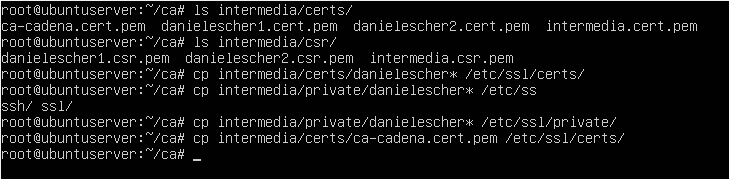 root@ubuntuserver:~/ca# ls intermedia/certs/
ca-cadena.cert.pem  danielescher1.cert.pem  danielescher2.cert.pem  intermedia.cert.pem
root@ubuntuserver:~/ca# ls intermedia/csr/
danielescher1.csr.pem  danielescher2.csr.pem  intermedia.csr.pem
root@ubuntuserver:~/ca# cp intermedia/certs/danielescher* /etc/ssl/certs/
root@ubuntuserver:~/ca# cp intermedia/private/danielescher* /etc/ss
ssh/ ssl/
root@ubuntuserver:~/ca# cp intermedia/private/danielescher* /etc/ssl/private/
root@ubuntuserver:~/ca# cp intermedia/certs/ca-cadena.cert.pem /etc/ssl/certs/
root@ubuntuserver:~/ca# _